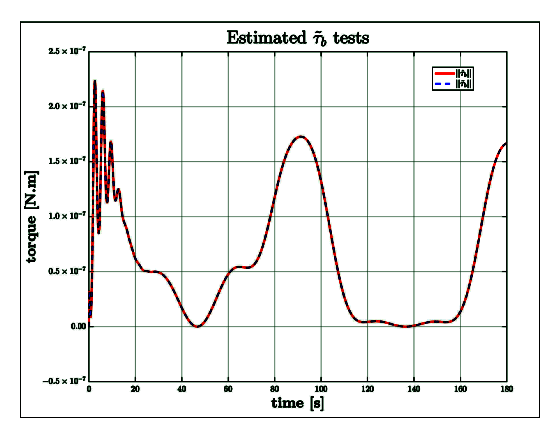 Estimated τ̃_b tests
2.5 × 10⁻⁷
2.0 × 10⁻⁷
1.5 × 10⁻⁷
1.0 × 10⁻⁷
0.5 × 10⁻⁷
0.00
−0.5 × 10⁻⁷
torque [N.m]
0 20 40 60 80 100 120 140 160 180
time [s]